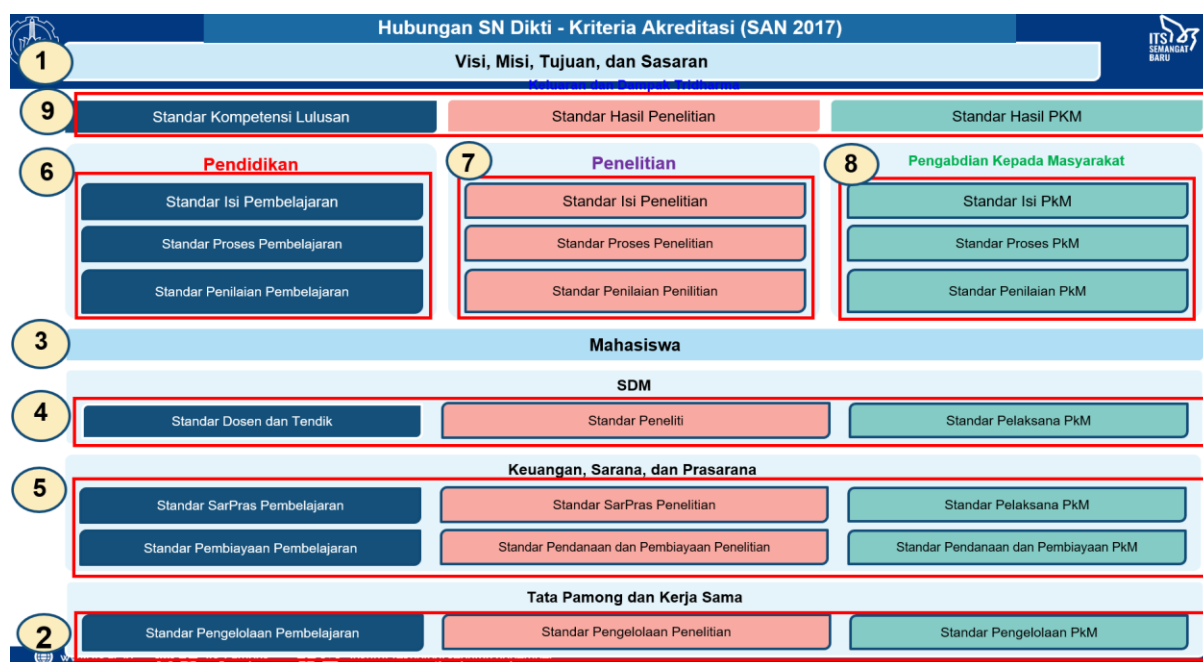 Hubungan SN Dikti - Kriteria Akreditasi (SAN 2017)
ITS
SEMANGAT
BARU
1
Visi, Misi, Tujuan, dan Sasaran
Keluaran dan Dampak Tridharma
9
Standar Kompetensi Lulusan
Standar Hasil Penelitian
Standar Hasil PKM
6
Pendidikan
Standar Isi Pembelajaran
Standar Proses Pembelajaran
Standar Penilaian Pembelajaran
7
Penelitian
Standar Isi Penelitian
Standar Proses Penelitian
Standar Penilaian Penilitian
8
Pengabdian Kepada Masyarakat
Standar Isi PkM
Standar Proses PkM
Standar Penilaian PkM
3
Mahasiswa
SDM
4
Standar Dosen dan Tendik
Standar Peneliti
Standar Pelaksana PkM
Keuangan, Sarana, dan Prasarana
5
Standar SarPras Pembelajaran
Standar SarPras Penelitian
Standar Pelaksana PkM
Standar Pembiayaan Pembelajaran
Standar Pendanaan dan Pembiayaan Penelitian
Standar Pendanaan dan Pembiayaan PkM
Tata Pamong dan Kerja Sama
2
Standar Pengelolaan Pembelajaran
Standar Pengelolaan Penelitian
Standar Pengelolaan PkM